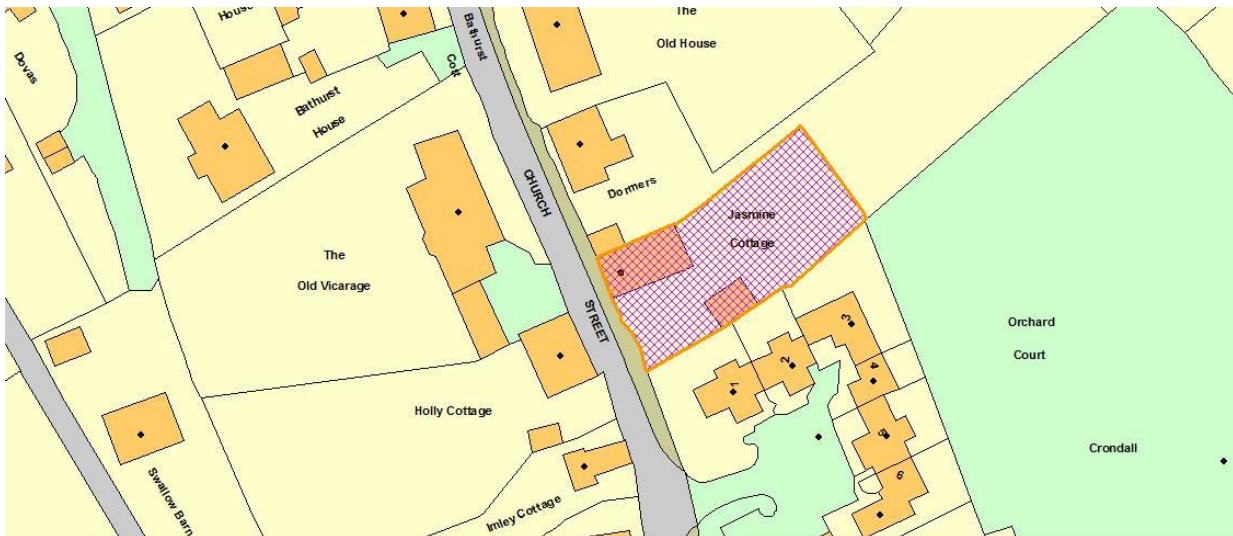 House
The
Old House
Bathurst
Cott
Dovas
Bathurst
House
CHURCH
STREET
Dormers
Jasmine
Cottage
The
Old Vicarage
Orchard
Court
3
2
1
4
5
6
Holly Cottage
Crondall
Swallow Barn
Imley Cottage